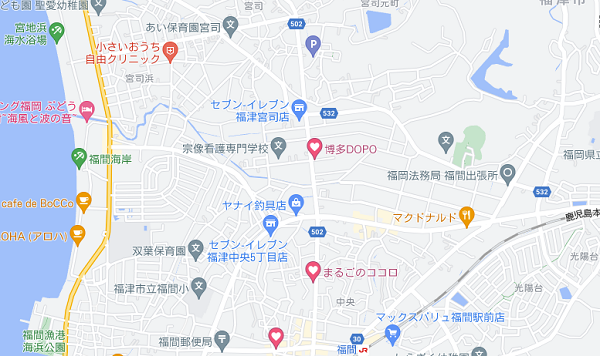 ども園 聖愛幼稚園
宮司元町
福津市
宮地浜
海水浴場
あい保育園宮司
502
P
小さいおうち
自由クリニック
宮司浜
ング福岡 ぶどう
"海風と波の音
セブン-イレブン
福津宮司店
532
532
宗像看護専門学校
博多DOPO
福間海岸
福岡県立
福岡法務局 福間出張所
532
cafe de BoCCo
ヤナイ釣具店
マクドナルド
鹿児島本
OHA (アロハ)
502
双葉保育園
セブン-イレブン
福津中央5丁目店
光陽台
まるごのココロ
光陽台
福津市立福間小
中央
マックスバリュ福間駅前店
福間漁港
海浜公園
福間郵便局
30
福間
JR